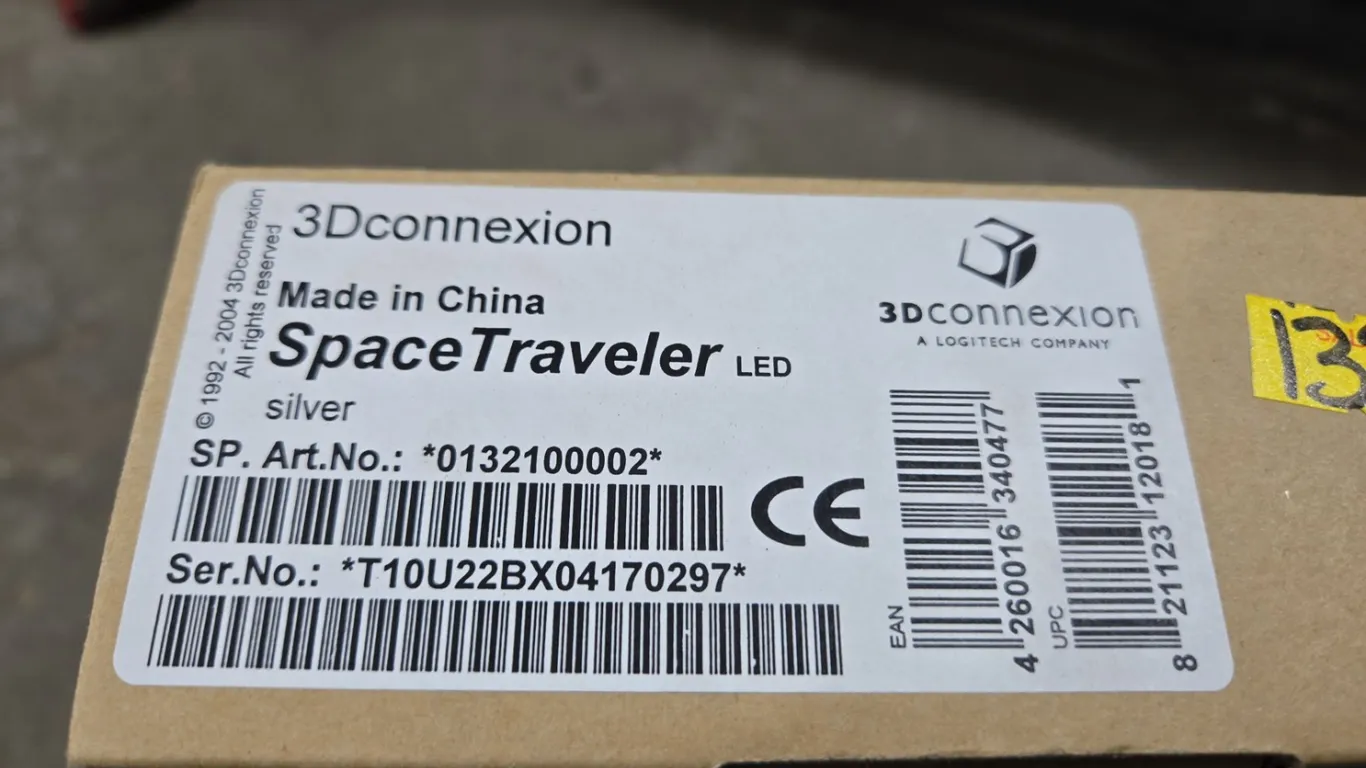 © 1992 - 2004 3Dconnexion
All rights reserved
3Dconnexion
Made in China
SpaceTraveler LED
silver
SP. Art.No.: *0132100002*
Ser.No.: *T10U22BX04170297*
CE
3Dconnexion
A LOGITECH COMPANY
EAN
4 260016 340477
UPC
8 21123 12018 1